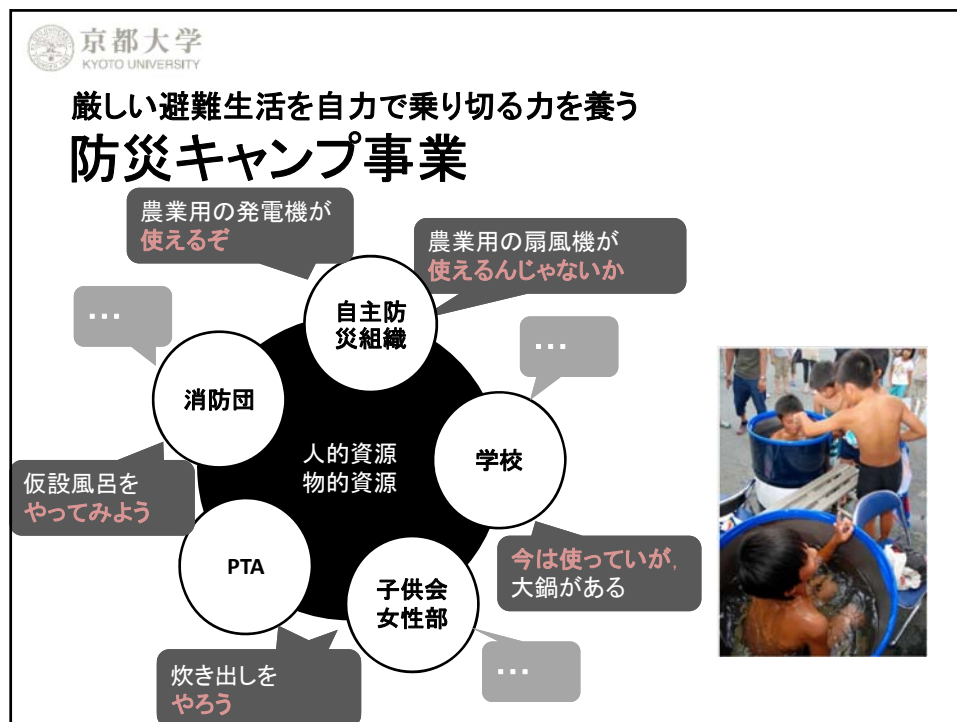 京都大学
KYOTO UNIVERSITY
厳しい避難生活を自力で乗り切る力を養う
防災キャンプ事業
農業用の発電機が
使えるぞ
農業用の扇風機が
使えるんじゃないか
...
自主防
災組織
...
消防団
人的資源
物的資源
学校
仮設風呂を
やってみよう
PTA
今は使っていが,
大鍋がある
子供会
女性部
...
炊き出しを
やろう